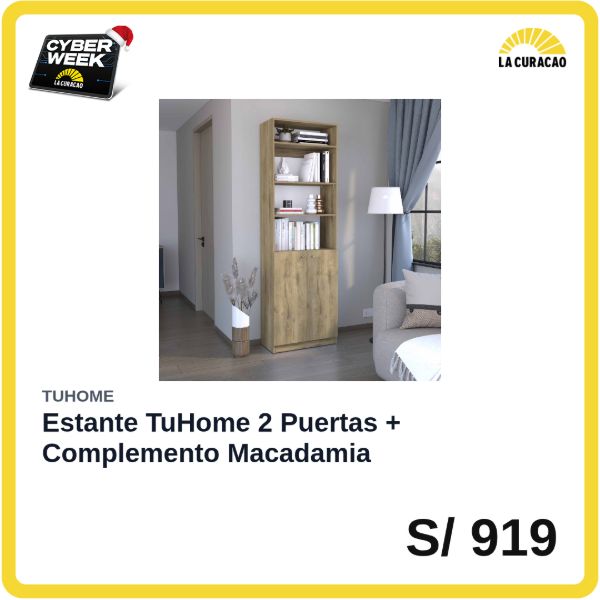 CYBER
WEEK
LA CURACAO
LA CURACAO
TUHOME
Estante TuHome 2 Puertas +
Complemento Macadamia
S/ 919